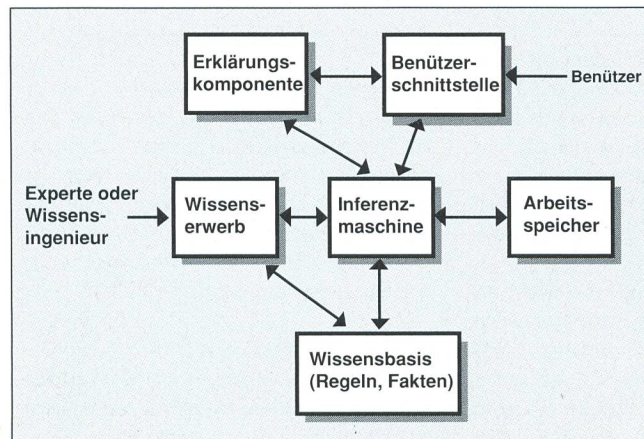 Erklärungs-
komponente
Benützer-
schnittstelle
Benützer
Experte oder
Wissens-
ingenieur
Wissens-
erwerb
Inferenz-
maschine
Arbeits-
speicher
Wissensbasis
(Regeln, Fakten)